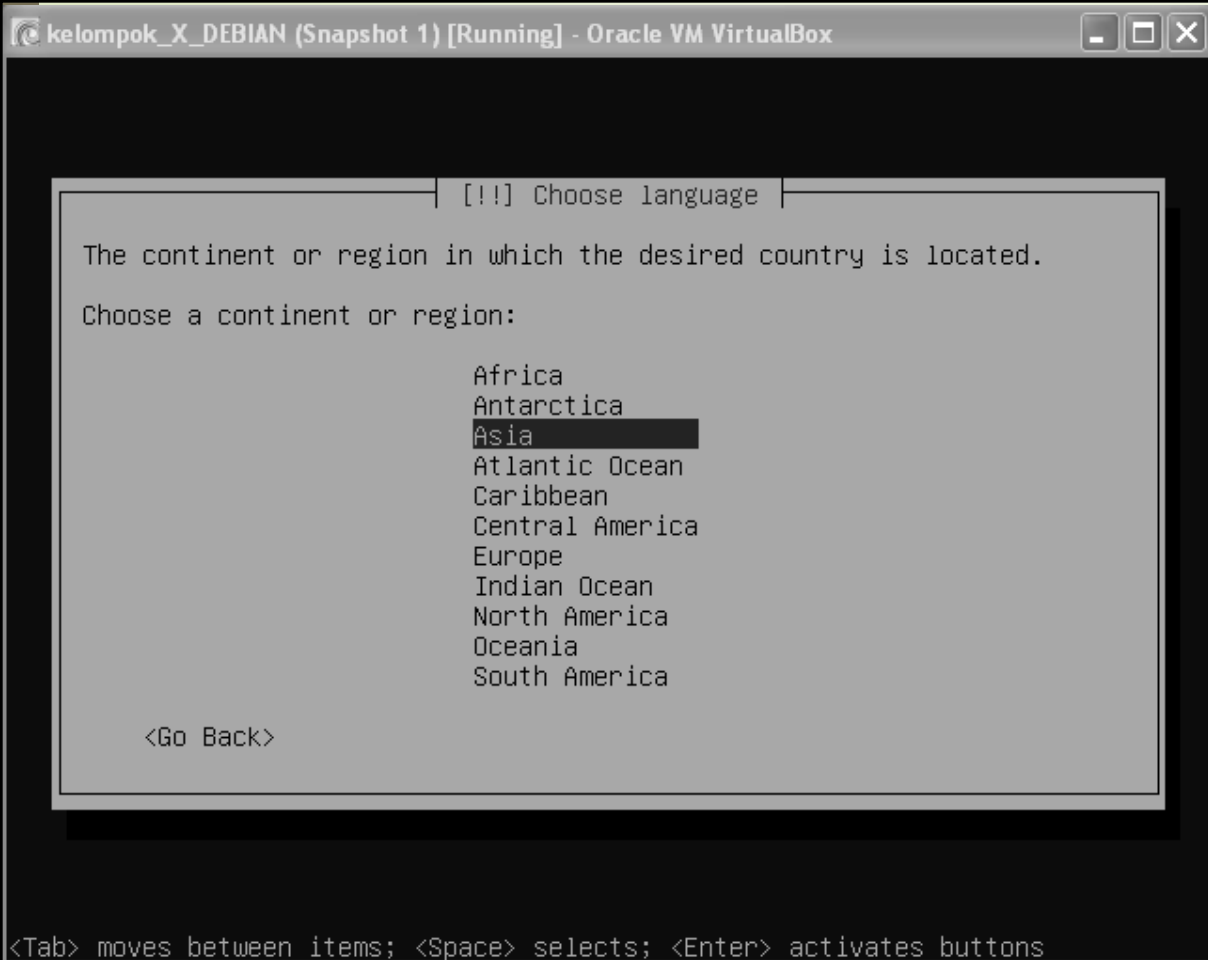 kelompok_X_DEBIAN (Snapshot 1) [Running] - Oracle VM VirtualBox
[!!] Choose language
The continent or region in which the desired country is located.
Choose a continent or region:
Africa
Antarctica
Asia
Atlantic Ocean
Caribbean
Central America
Europe
Indian Ocean
North America
Oceania
South America
<Go Back>
<Tab> moves between items; <Space> selects; <Enter> activates buttons